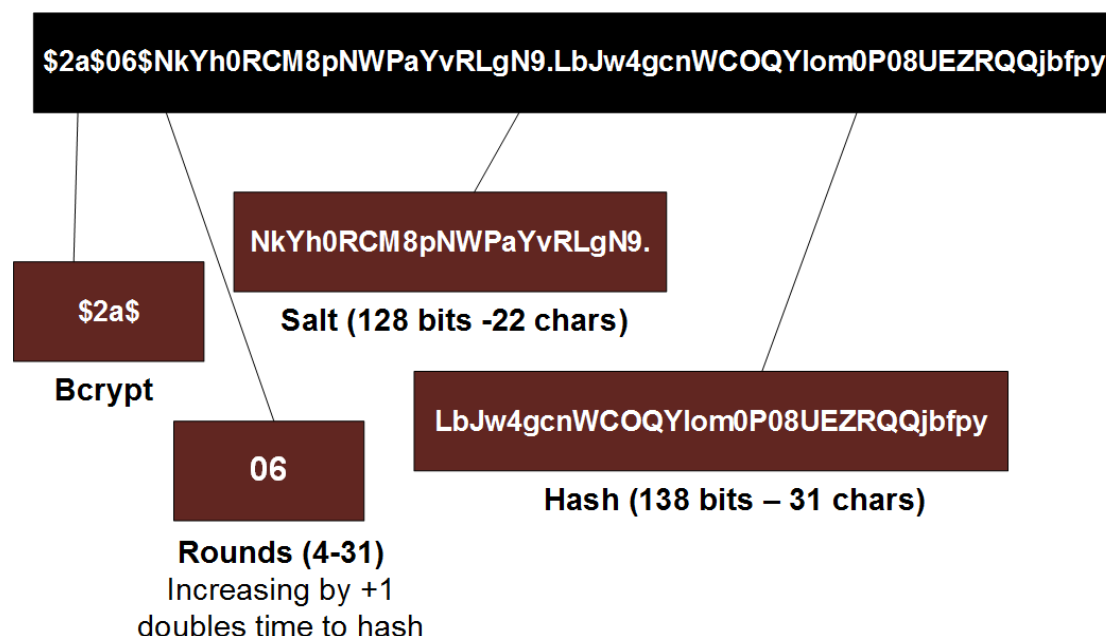 $2a$06$NkYh0RCM8pNWPaYvRLgN9.LbJw4gcnWCOQYIom0P08UEZRQQjbfpy
NkYh0RCM8pNWPaYvRLgN9.
$2a$
Salt (128 bits -22 chars)
Bcrypt
LbJw4gcnWCOQYIom0P08UEZRQQjbfpy
06
Hash (138 bits – 31 chars)
Rounds (4-31)
Increasing by +1
doubles time to hash